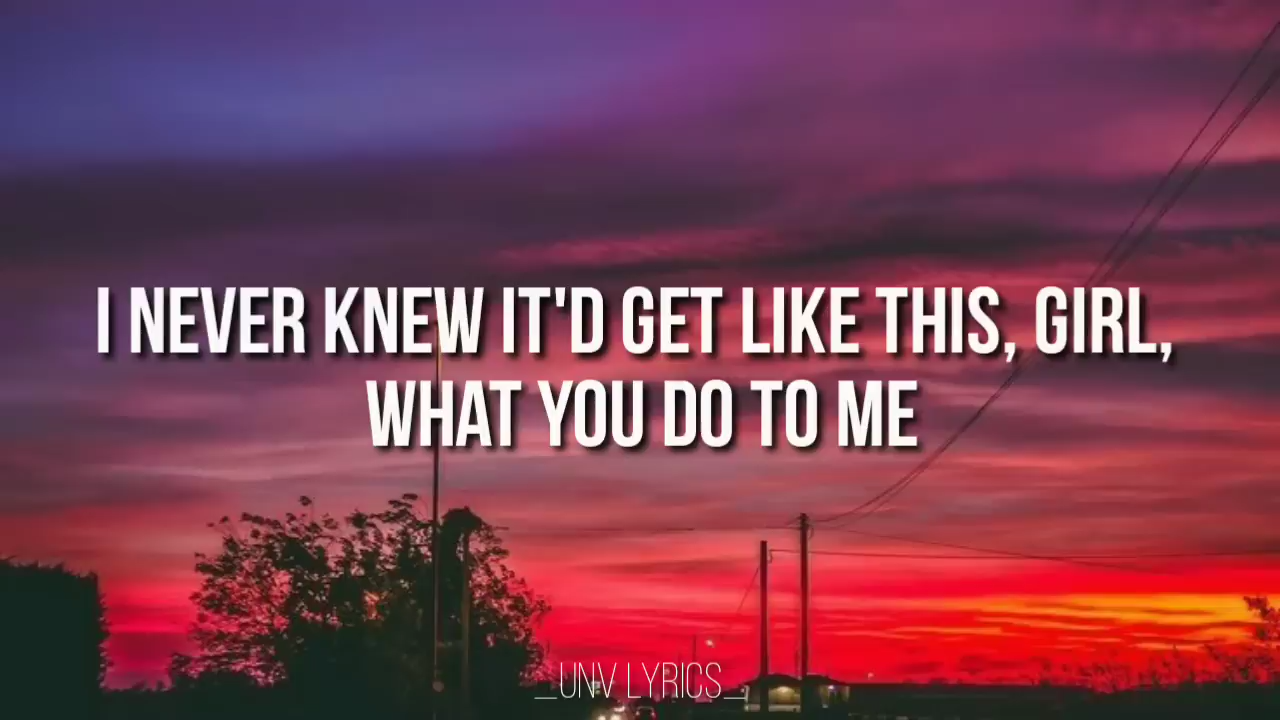 I NEVER KNEW IT'D GET LIKE THIS, GIRL,
WHAT YOU DO TO ME
_UNV LYRICS_